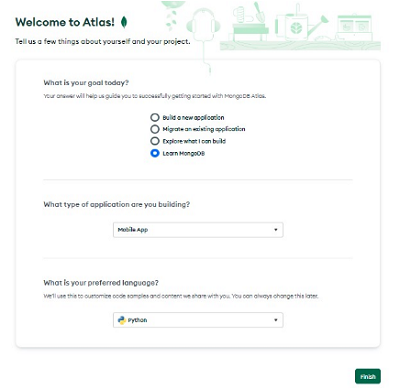 Welcome to Atlas!
Tell us a few things about yourself and your project.
What is your goal today?
Your answer will help us guide you to successfully getting started with MongoDB Atlas.
Build a new application
Migrate an existing application
Explore what I can build
Learn MongoDB
What type of application are you building?
Mobile App
What is your preferred language?
We'll use this to customize code samples and content we share with you. You can always change this later.
Python
Finish